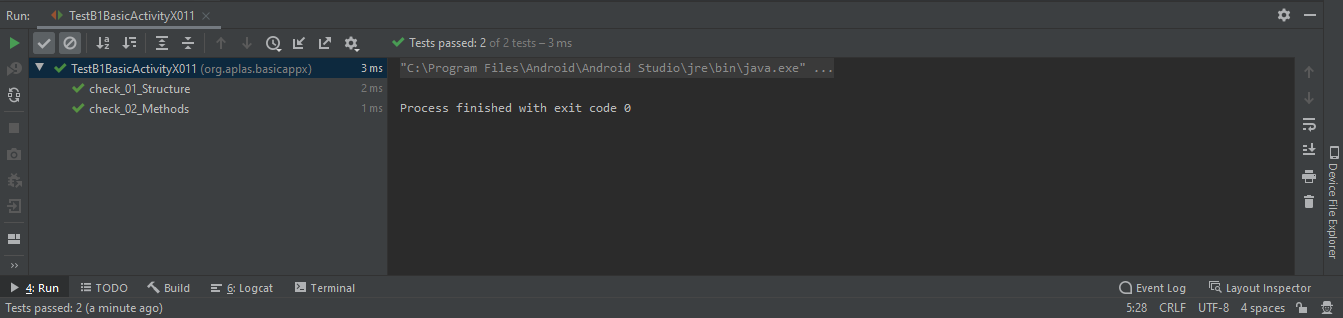 Run: TestB1BasicActivityX011
Tests passed: 2 of 2 tests – 3 ms
TestB1BasicActivityX011 (org.aplas.basicappx) 3 ms
check_01_Structure 2 ms
check_02_Methods 1 ms
"C:\Program Files\Android\Android Studio\jre\bin\java.exe" ...
Process finished with exit code 0
Device File Explorer
4: Run TODO Build 6: Logcat Terminal Event Log Layout Inspector
Tests passed: 2 (a minute ago) 5:28 CRLF UTF-8 4 spaces